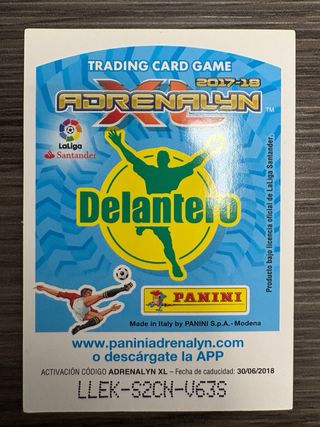 TRADING CARD GAME
2017-18
ADRENALYN XL™
LaLiga
Santander
Delantero
Producto bajo licencia oficial de LaLiga Santander.
PANINI
Made in Italy by PANINI S.p.A. - Modena
www.paniniadrenalyn.com
o descárgate la APP
ACTIVACIÓN CÓDIGO ADRENALYN XL – Fecha de caducidad: 30/06/2018
LLEK-S2CN-V63S